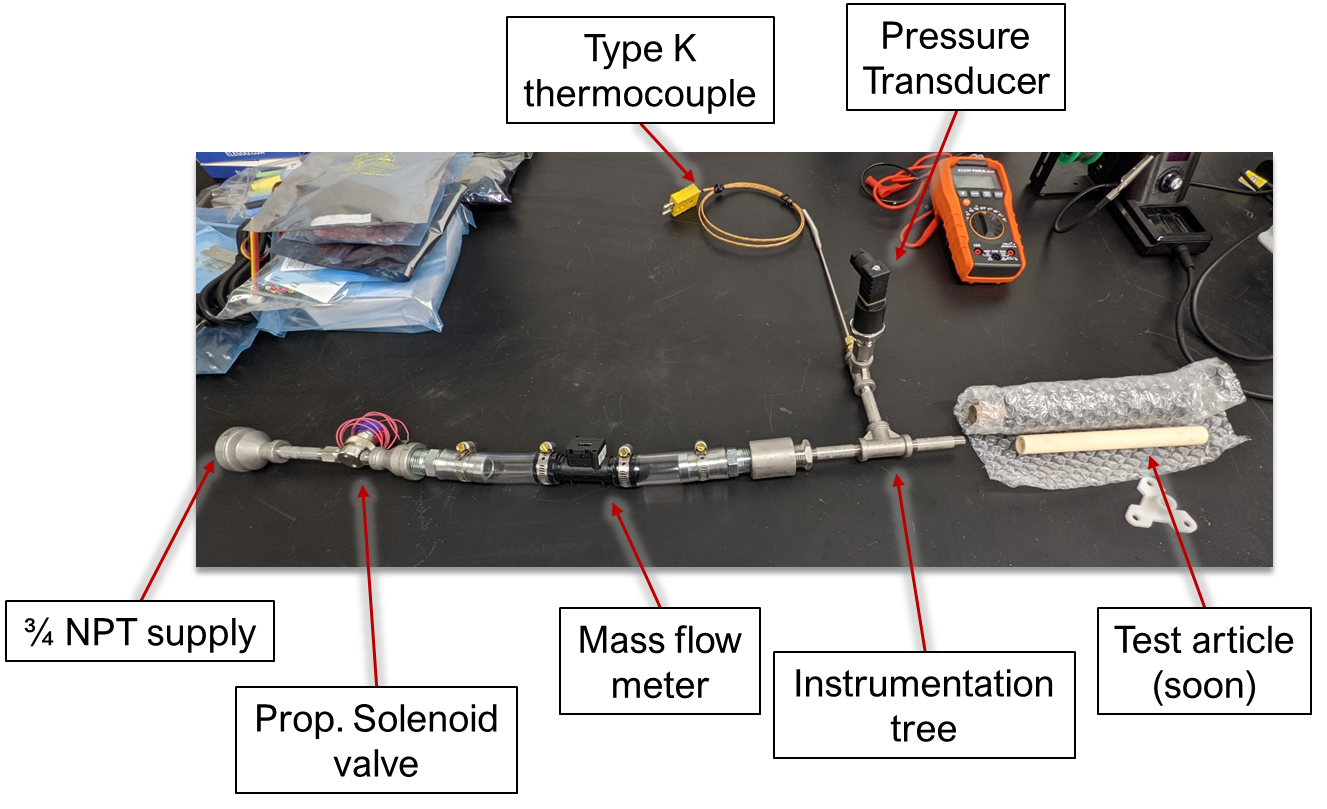 Type K
thermocouple
Pressure
Transducer
¾ NPT supply
Prop. Solenoid
valve
Mass flow
meter
Instrumentation
tree
Test article
(soon)